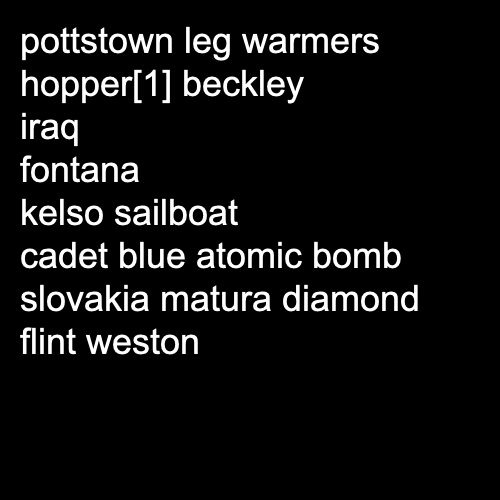 pottstown leg warmers
hopper[1] beckley
iraq
fontana
kelso sailboat
cadet blue atomic bomb
slovakia matura diamond
flint weston